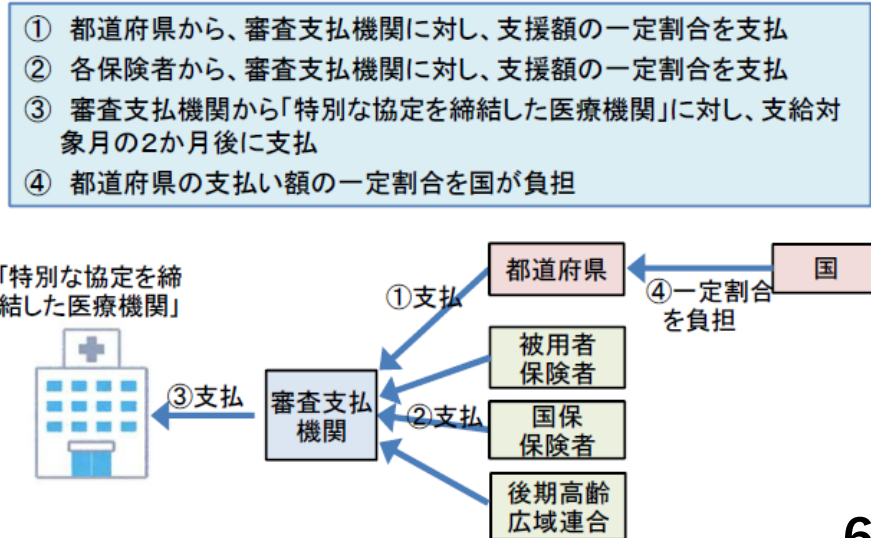 ① 都道府県から、審査支払機関に対し、支援額の一定割合を支払
② 各保険者から、審査支払機関に対し、支援額の一定割合を支払
③ 審査支払機関から「特別な協定を締結した医療機関」に対し、支給対
象月の2か月後に支払
④ 都道府県の支払い額の一定割合を国が負担
「特別な協定を締
結した医療機関」
都道府県
国
①支払
④一定割合
を負担
被用者
保険者
③支払
審査支払
機関
②支払
国保
保険者
後期高齢
広域連合
6